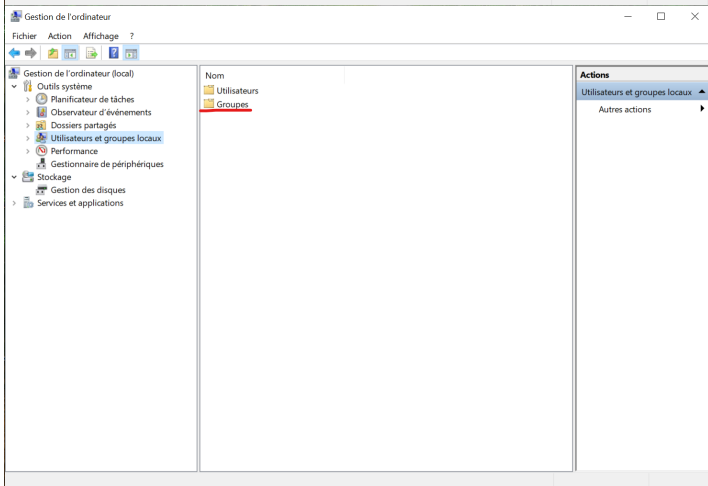 Gestion de l'ordinateur
Fichier Action Affichage ?
Gestion de l'ordinateur (local)
Outils système
Planificateur de tâches
Observateur d'événements
Dossiers partagés
Utilisateurs et groupes locaux
Performance
Gestionnaire de périphériques
Stockage
Gestion des disques
Services et applications
Nom
Utilisateurs
Groupes
Actions
Utilisateurs et groupes locaux
Autres actions